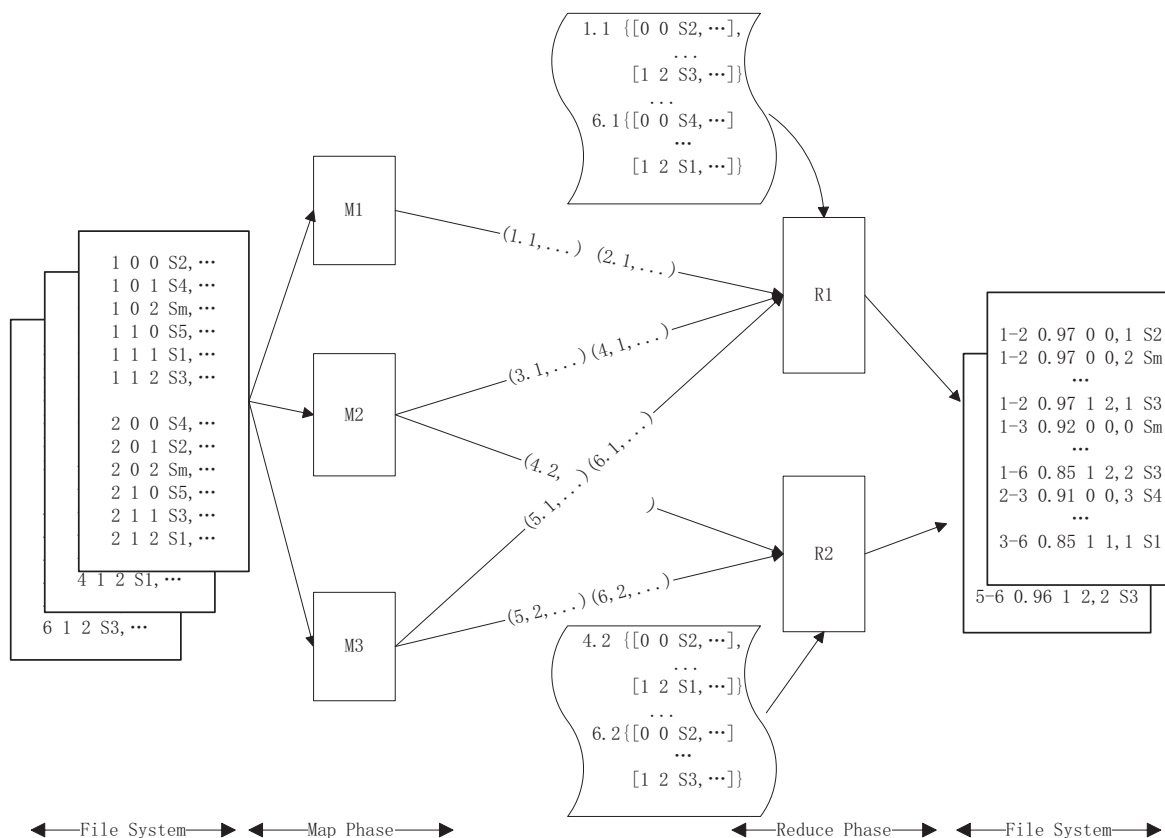 1.1 {[0 0 S2,…],
...
[1 2 S3,…]}
...
6.1{[0 0 S4,…]
…
[1 2 S1,…]}
1 0 0 S2,…
1 0 1 S4,…
1 0 2 Sm,…
1 1 0 S5,…
1 1 1 S1,…
1 1 2 S3,…
2 0 0 S4,…
2 0 1 S2,…
2 0 2 Sm,…
2 1 0 S5,…
2 1 1 S3,…
2 1 2 S1,…
4 1 2 S1,…
6 1 2 S3,…
M1
M2
M3
(1.1,...) (2.1,...)
(3.1,...)(4,1,...)
(4.2, )
(5.1,...)(6.1,...)
(5,2,...)(6,2,...)
R1
R2
4.2 {[0 0 S2,…],
...
[1 2 S1,…]}
...
6.2{[0 0 S2,…]
…
[1 2 S3,…]}
1-2 0.97 0 0,1 S2
1-2 0.97 0 0,2 Sm
…
1-2 0.97 1 2,1 S3
1-3 0.92 0 0,0 Sm
…
1-6 0.85 1 2,2 S3
2-3 0.91 0 0,3 S4
…
3-6 0.85 1 1,1 S1
5-6 0.96 1 2,2 S3
File System
Map Phase
Reduce Phase
File System